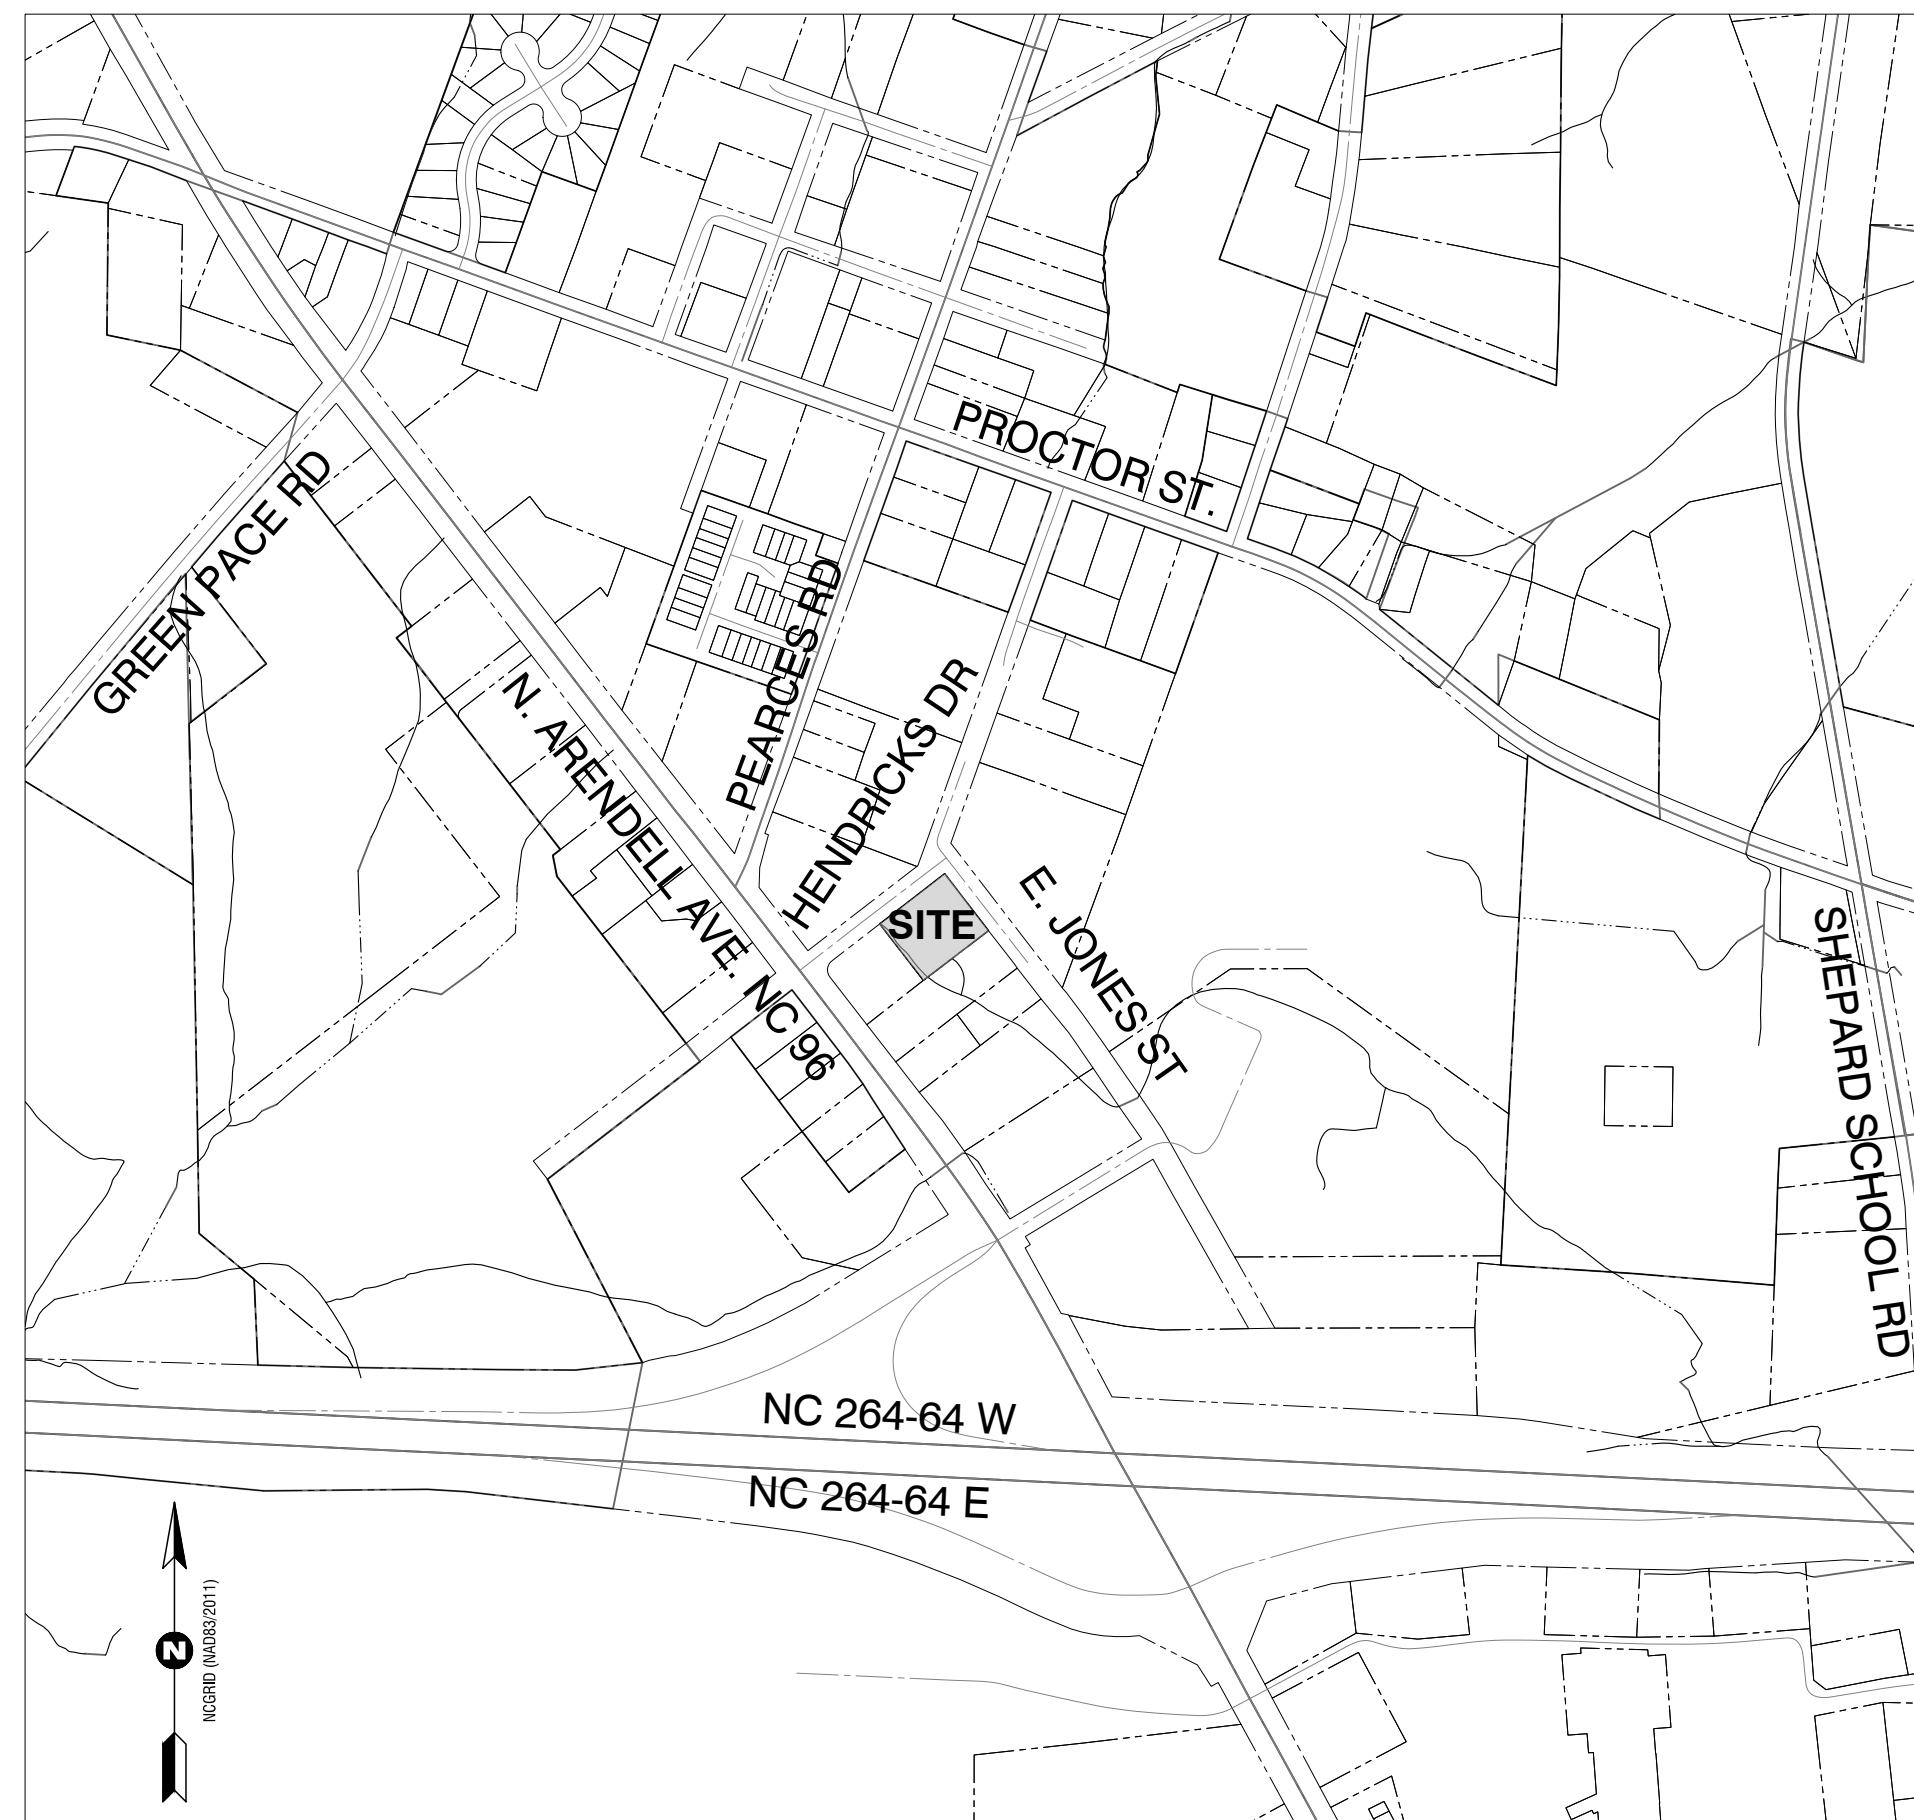 PROCTOR ST.
GREEN PACE RD
PEARCES RD
N. ARENDELL AVE. NC 96
HENDRICKS DR
E. JONES ST
SITE
SHEPARD SCHOOL RD
NC 264-64 W
NC 264-64 E
N
NCGRID (NAD83/2011)